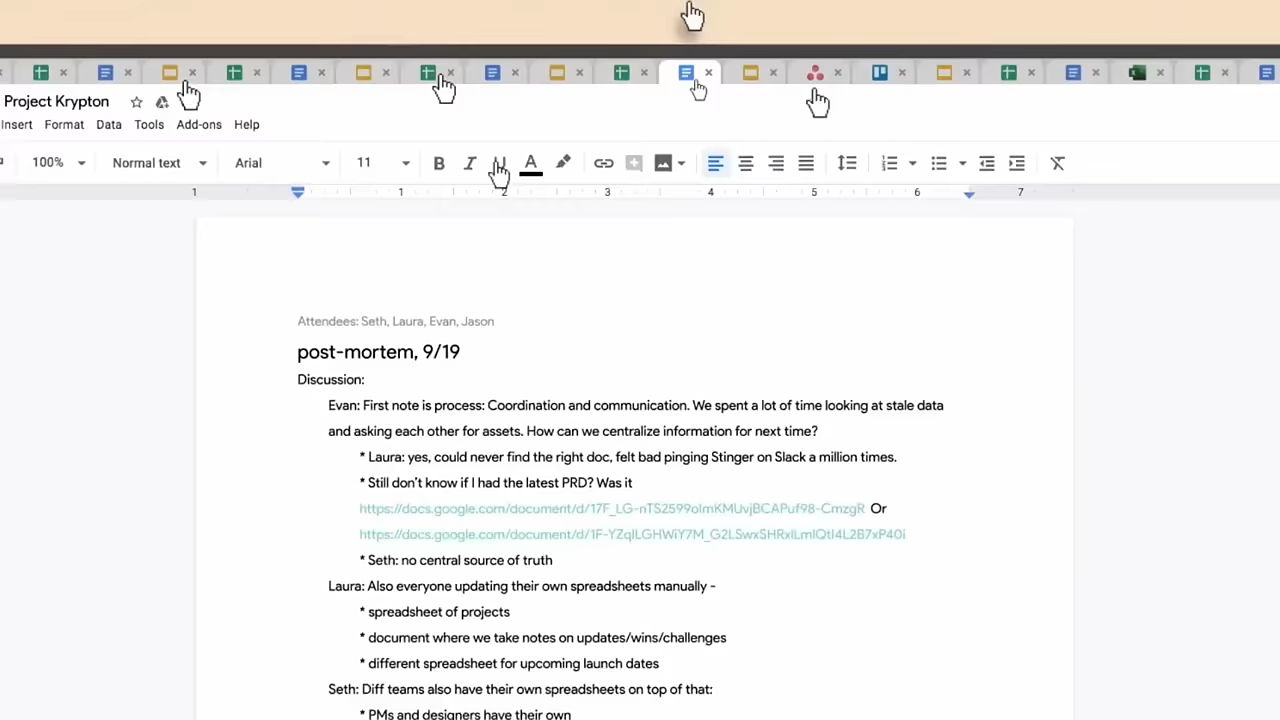 Project Krypton
Insert Format Data Tools Add-ons Help
100% Normal text Arial 11 B I U A
1 1 2 3 4 5 6 7
Attendees: Seth, Laura, Evan, Jason
post-mortem, 9/19
Discussion:
Evan: First note is process: Coordination and communication. We spent a lot of time looking at stale data
and asking each other for assets. How can we centralize information for next time?
* Laura: yes, could never find the right doc, felt bad pinging Stinger on Slack a million times.
* Still don't know if I had the latest PRD? Was it
https://docs.google.com/document/d/17F_LG-nTS2599olmKMUvjBCAPuf98-CmzgR Or
https://docs.google.com/document/d/1F-YZqlLGHWiY7M_G2LSwxSHRxlLmlQtI4L2B7xP40i
* Seth: no central source of truth
Laura: Also everyone updating their own spreadsheets manually -
* spreadsheet of projects
* document where we take notes on updates/wins/challenges
* different spreadsheet for upcoming launch dates
Seth: Diff teams also have their own spreadsheets on top of that:
* PMs and designers have their own